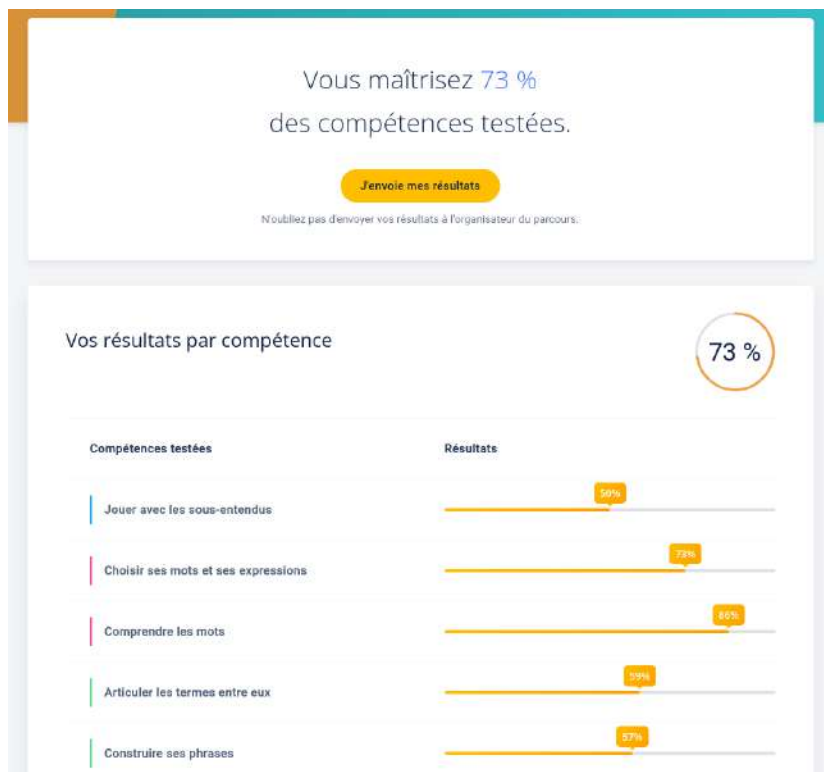 Vous maîtrisez 73 %
des compétences testées.
J'envoie mes résultats
N'oubliez pas d'envoyer vos résultats à l'organisateur du parcours.
Vos résultats par compétence
73 %
Compétences testées Résultats
Jouer avec les sous-entendus 50%
Choisir ses mots et ses expressions 73%
Comprendre les mots 86%
Articuler les termes entre eux 59%
Construire ses phrases 57%